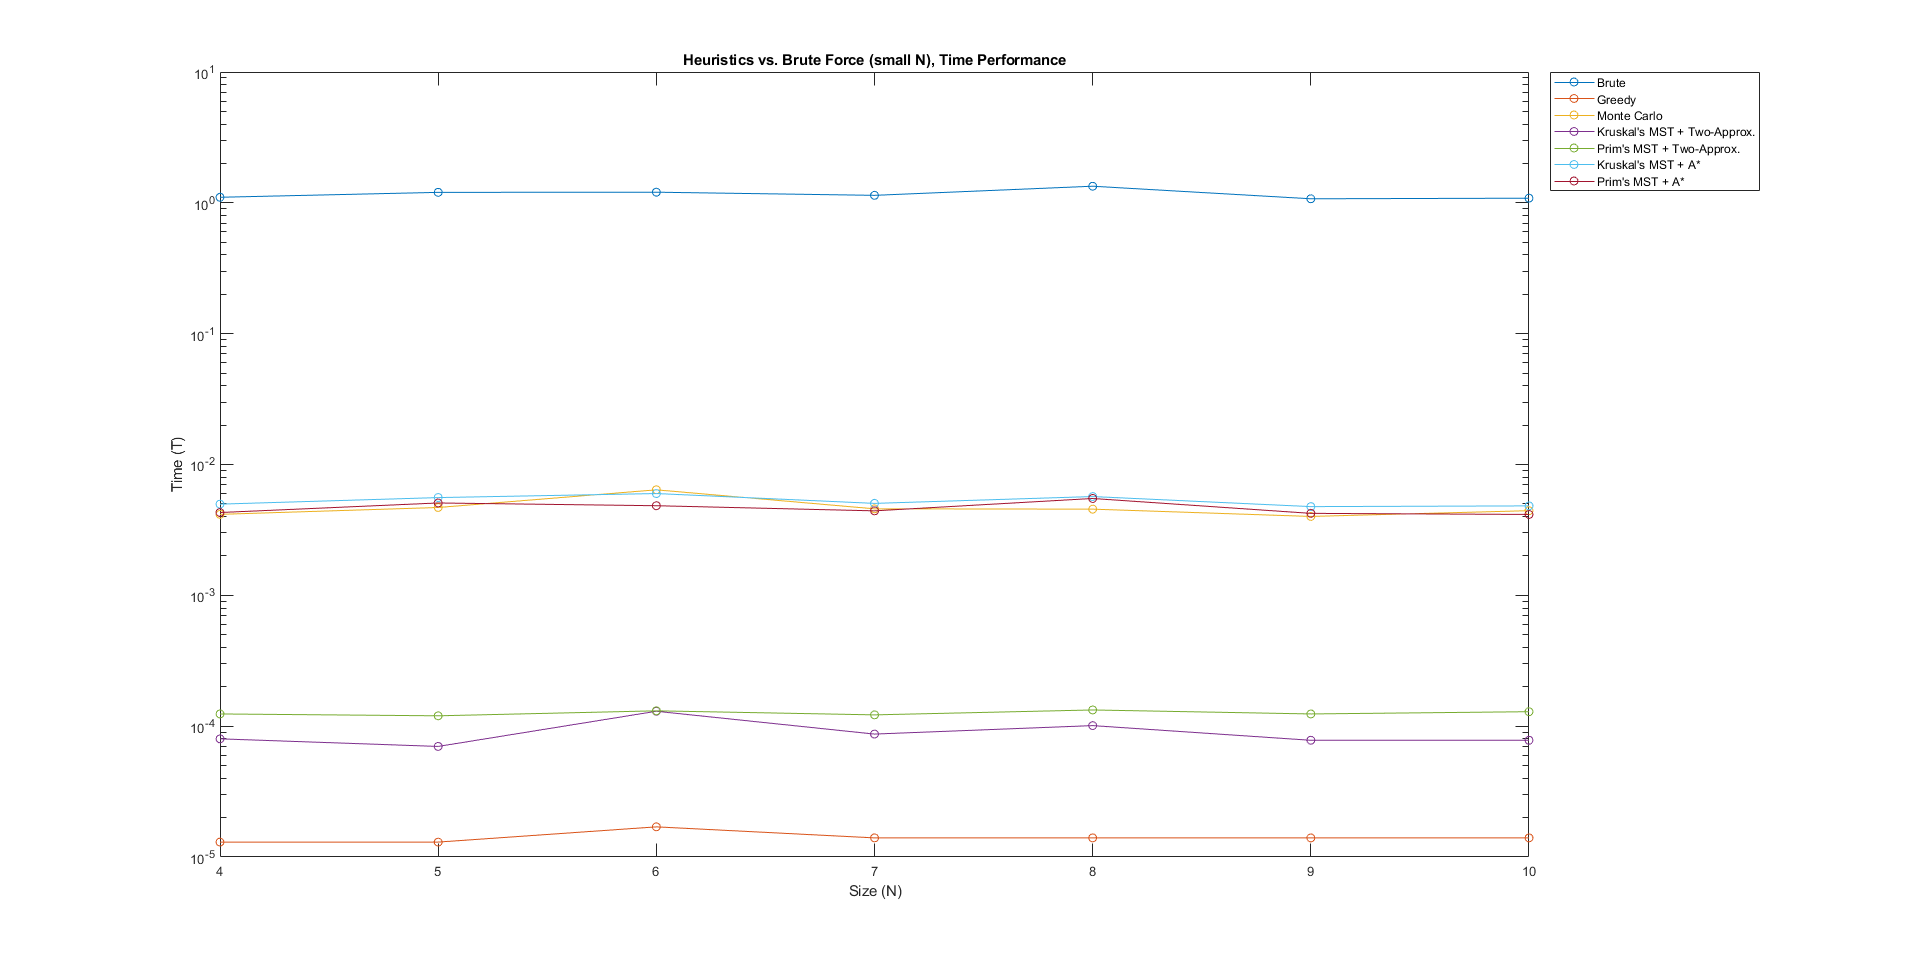 Heuristics vs. Brute Force (small N), Time Performance
10^1
10^0
10^-1
10^-2
10^-3
10^-4
10^-5
Time (T)
4 5 6 7 8 9 10
Size (N)
Brute
Greedy
Monte Carlo
Kruskal's MST + Two-Approx.
Prim's MST + Two-Approx.
Kruskal's MST + A*
Prim's MST + A*